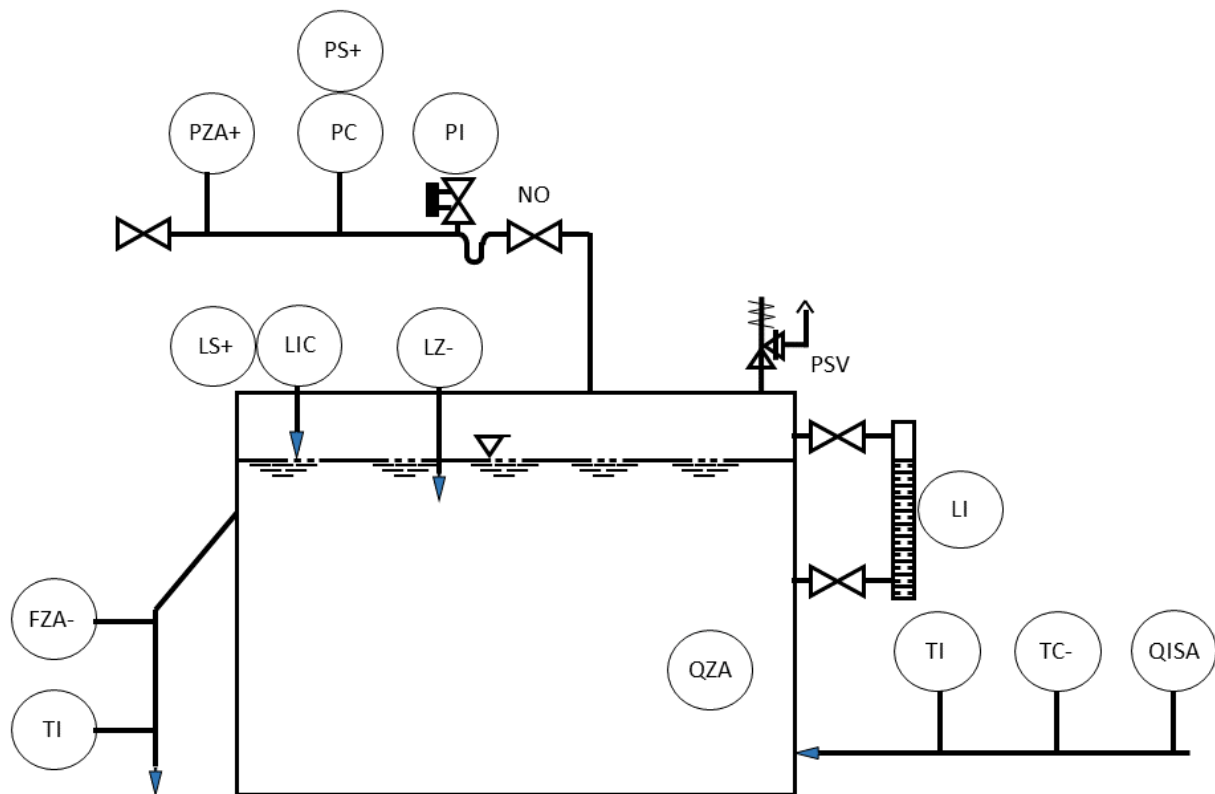 PS+
PZA+
PC
PI
NO
LS+
LIC
LZ-
PSV
LI
FZA-
TI
TC-
QISA
QZA
TI